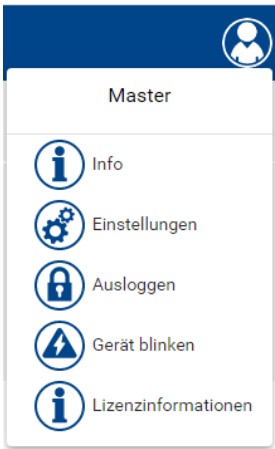 Master
Info
Einstellungen
Ausloggen
Gerät blinken
Lizenzinformationen